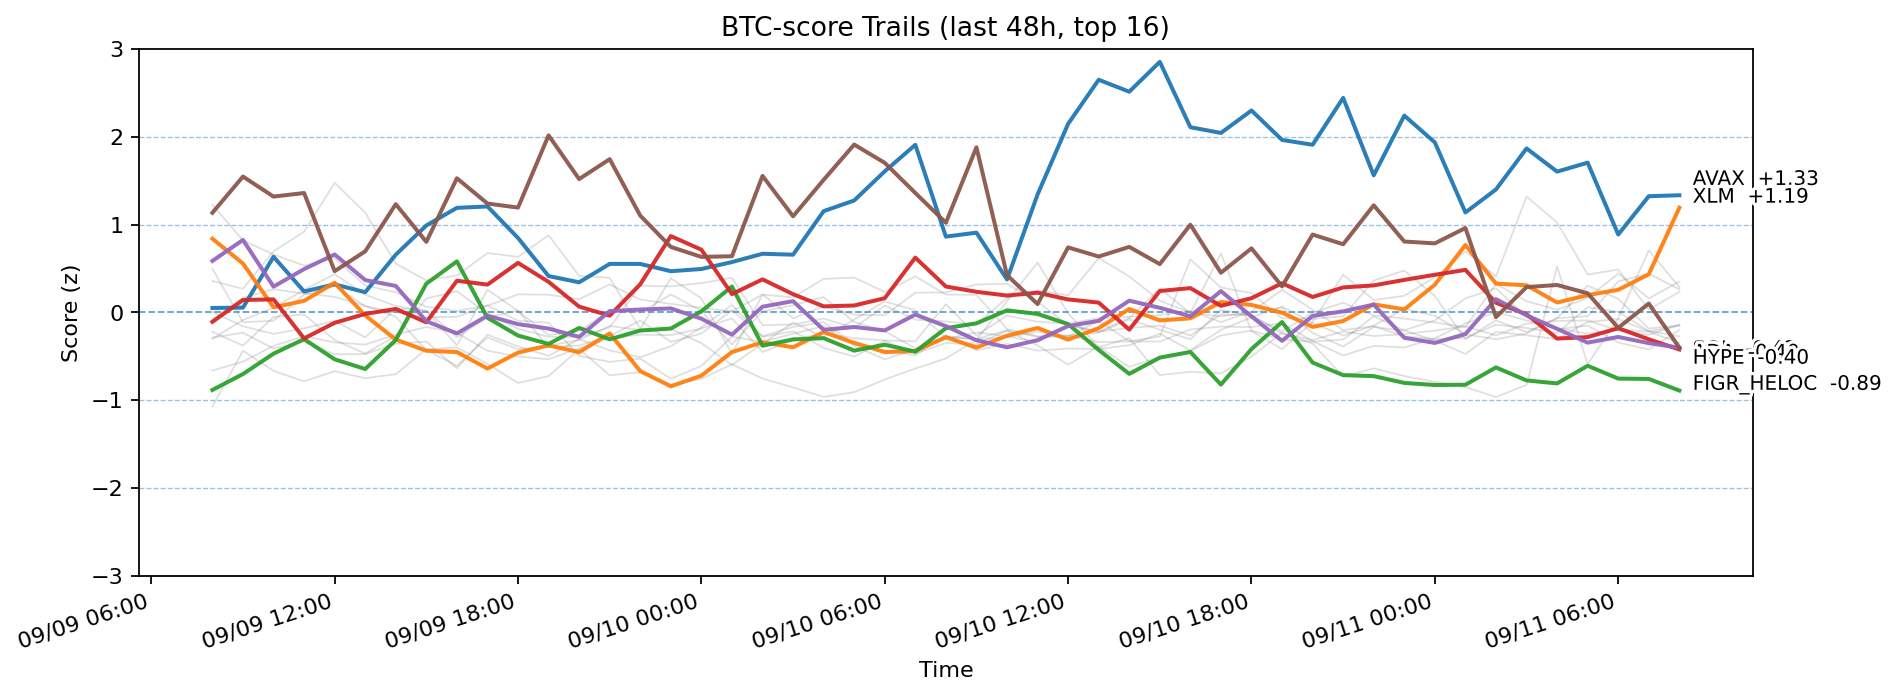 BTC-score Trails (last 48h, top 16)
Score (z)
3
2
1
0
−1
−2
−3
AVAX +1.33
XLM +1.19
HYPE -0.40
FIGR_HELOC -0.89
09/09 06:00
09/09 12:00
09/09 18:00
09/10 00:00
09/10 06:00
09/10 12:00
09/10 18:00
09/11 00:00
09/11 06:00
Time